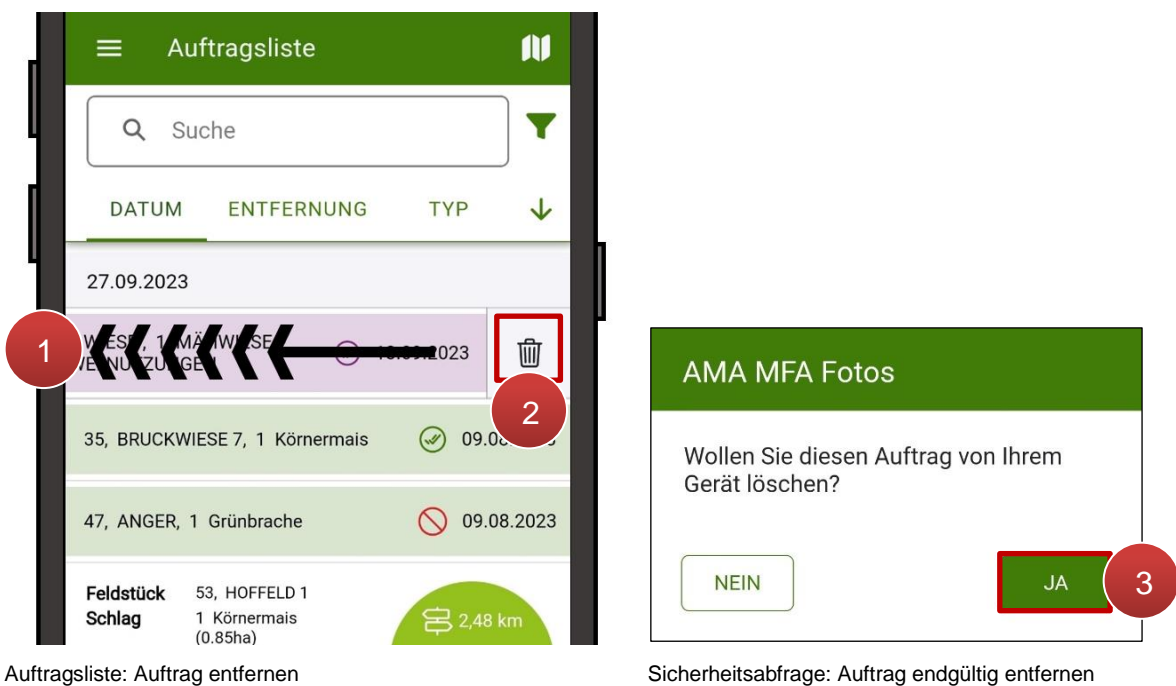 Auftragsliste
Suche
DATUM ENTFERNUNG TYP
27.09.2023
1
2023
2
35, BRUCKWIESE 7, 1 Körnermais
47, ANGER, 1 Grünbrache 09.08.2023
Feldstück 53, HOFFELD 1
Schlag 1 Körnermais
(0.85ha)
2,48 km
Auftragsliste: Auftrag entfernen
AMA MFA Fotos
Wollen Sie diesen Auftrag von Ihrem
Gerät löschen?
NEIN JA 3
Sicherheitsabfrage: Auftrag endgültig entfernen